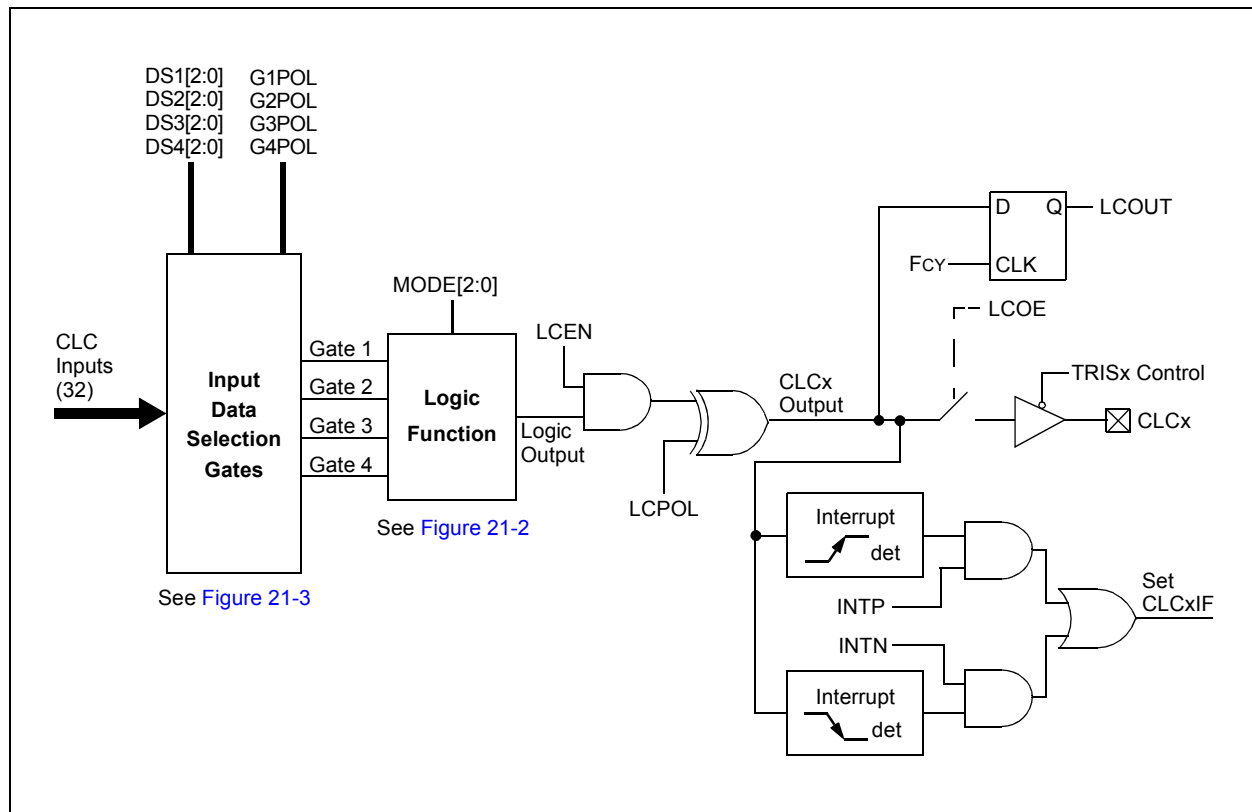 DS1[2:0] G1POL
DS2[2:0] G2POL
DS3[2:0] G3POL
DS4[2:0] G4POL
CLC
Inputs
(32)
Input
Data
Selection
Gates
See Figure 21-3
Gate 1
Gate 2
Gate 3
Gate 4
MODE[2:0]
Logic
Function
See Figure 21-2
Logic
Output
LCEN
LCPOL
CLCx
Output
D Q
CLK
FCY
LCOUT
LCOE
TRISx Control
CLCx
Interrupt
det
INTP
INTN
Interrupt
det
Set
CLCxIF